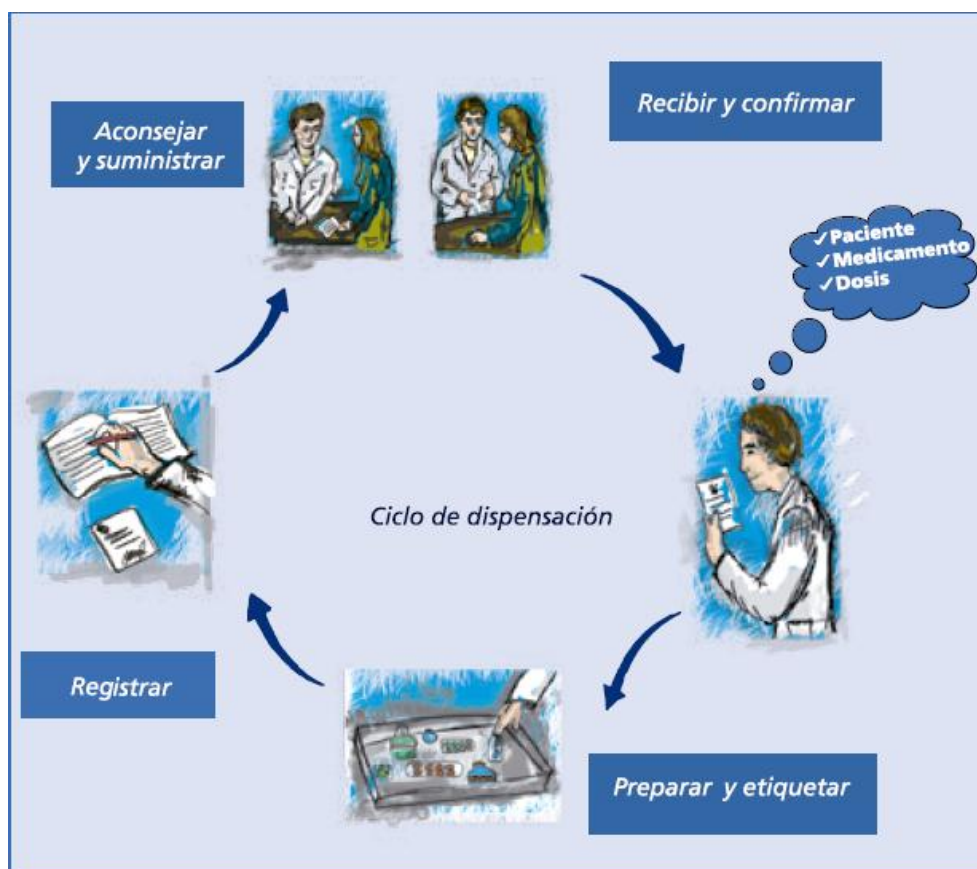 Aconsejar
y suministrar
Recibir y confirmar
✓Paciente
✓Medicamento
✓Dosis
Ciclo de dispensación
Registrar
Preparar y etiquetar